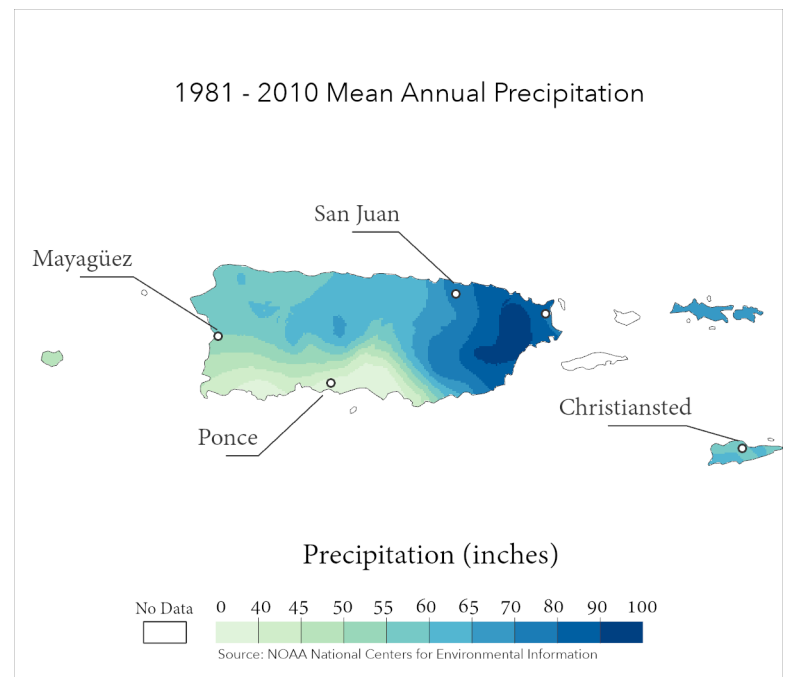 1981 - 2010 Mean Annual Precipitation
San Juan
Mayagüez
Christiansted
Ponce
Precipitation (inches)
No Data 0 40 45 50 55 60 65 70 80 90 100
Source: NOAA National Centers for Environmental Information